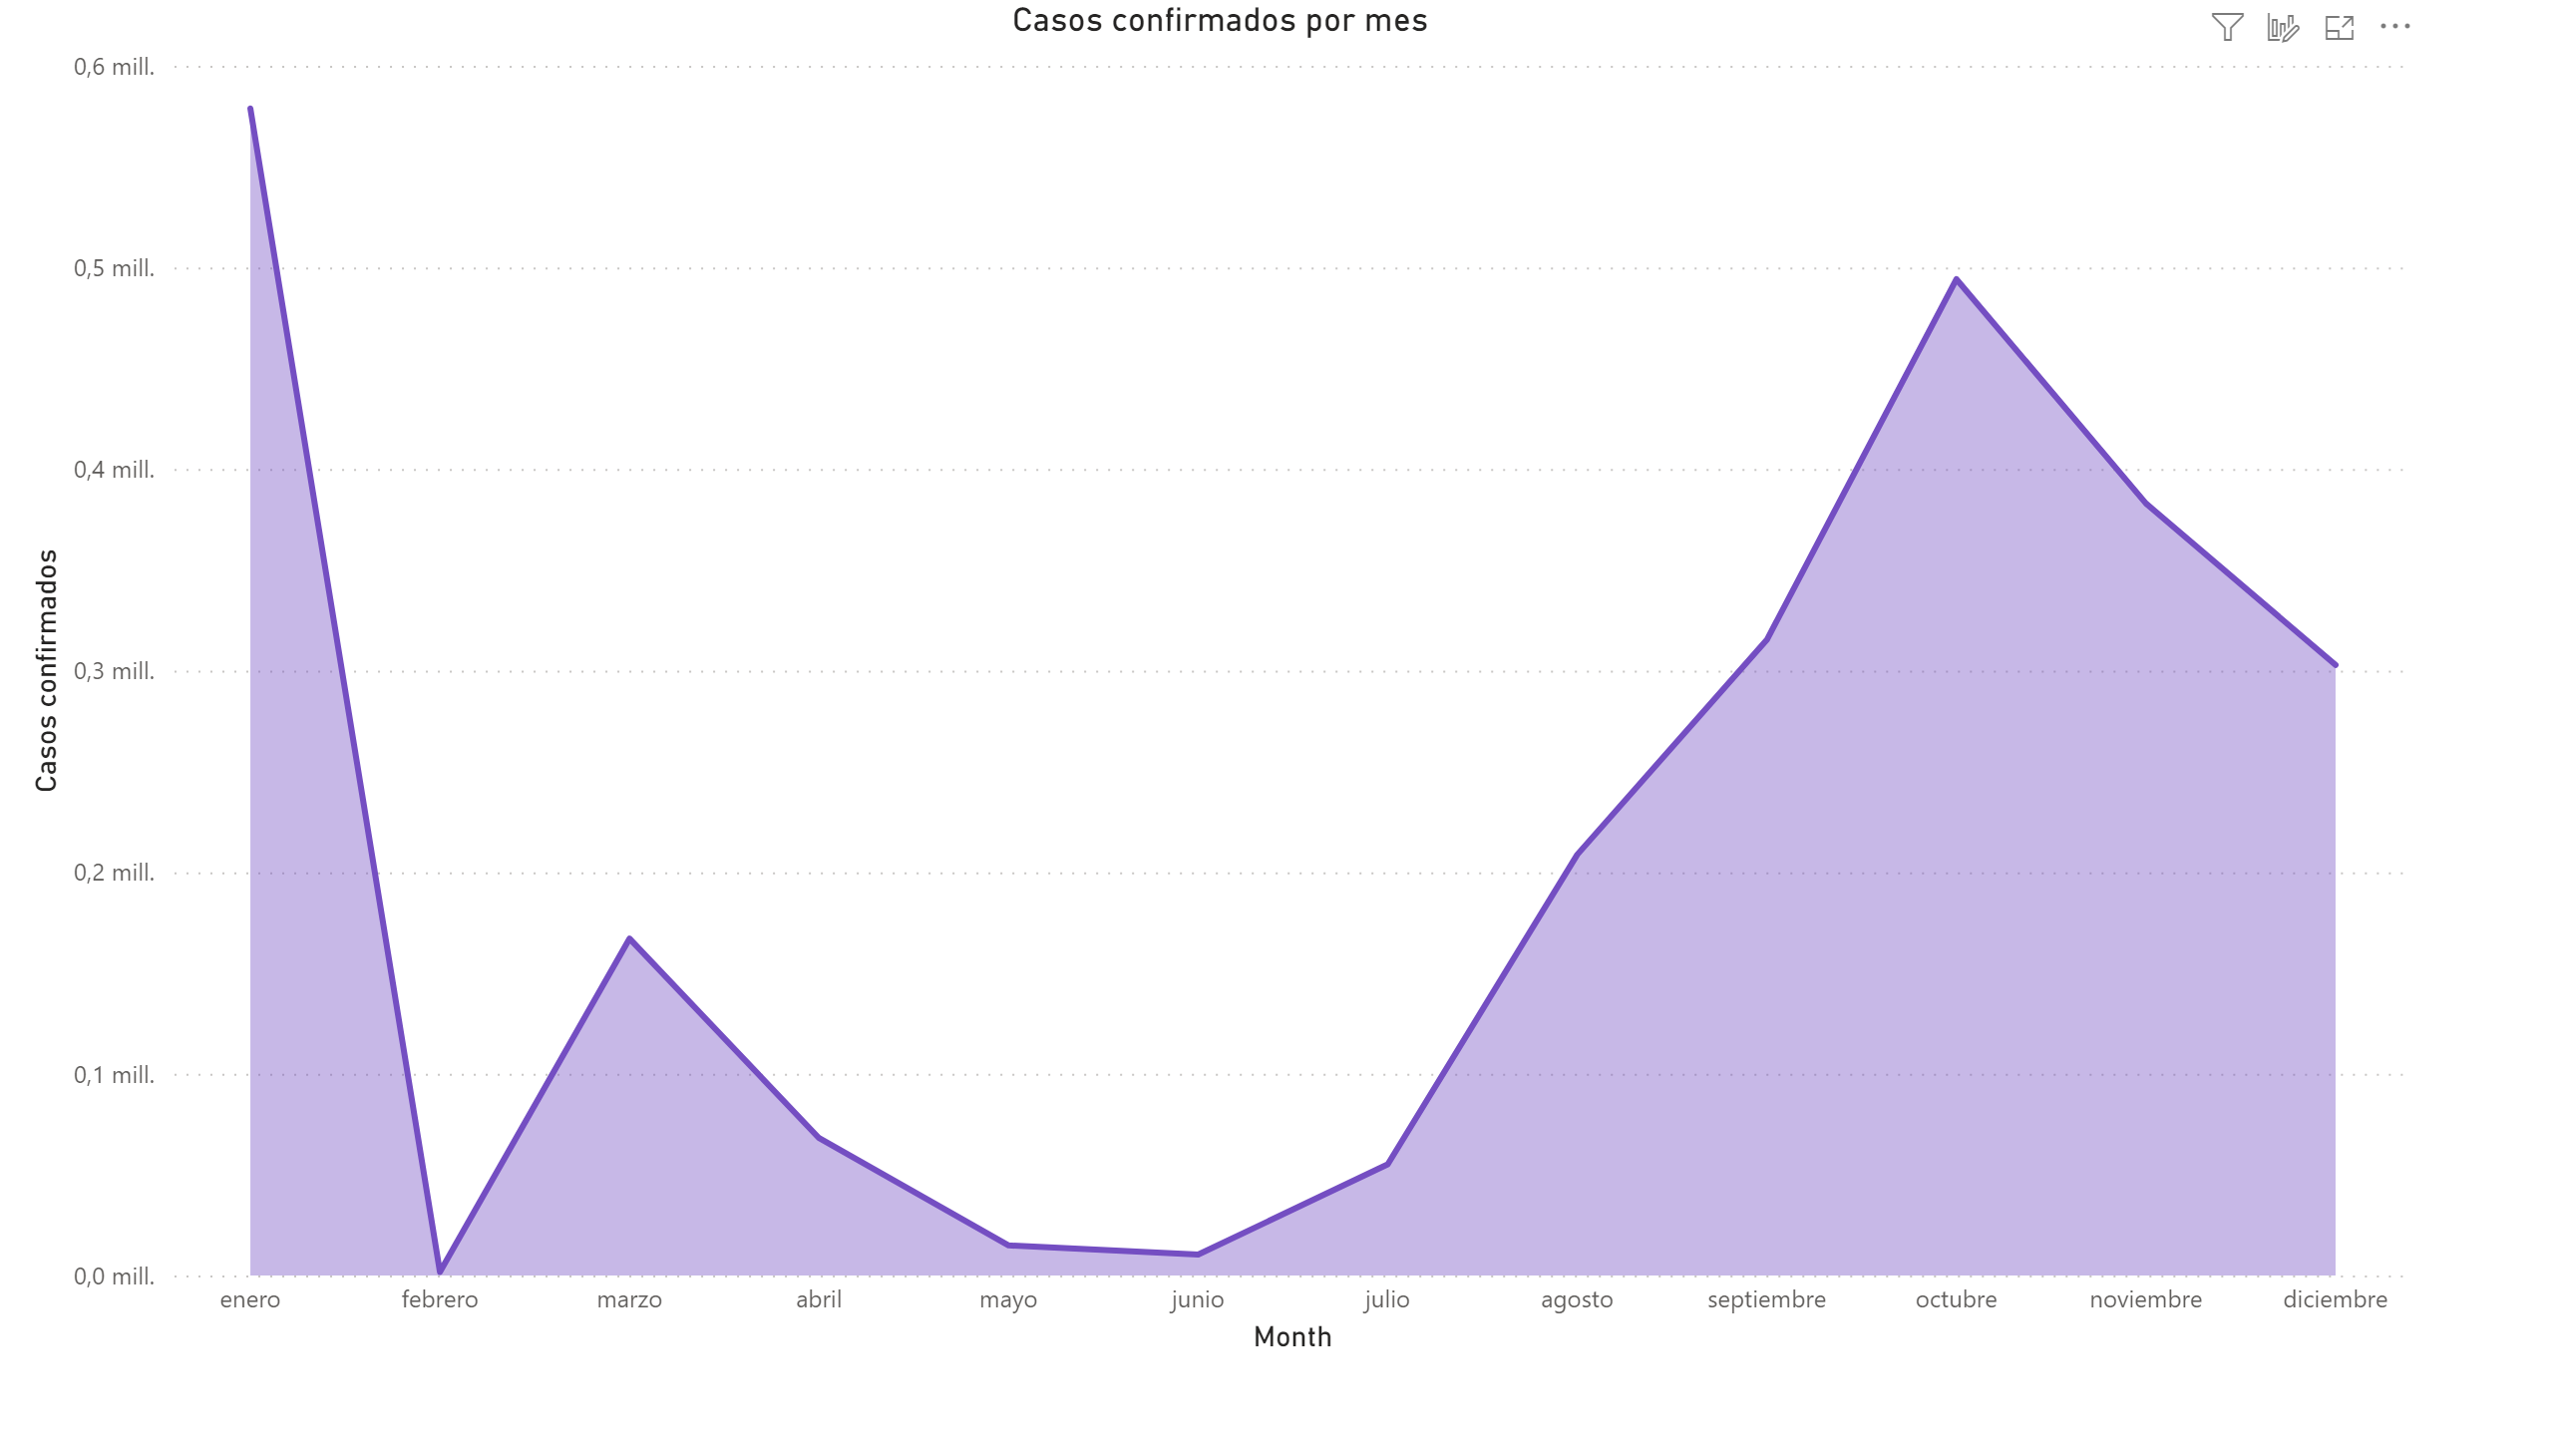 Casos confirmados por mes
0,6 mill.
0,5 mill.
0,4 mill.
0,3 mill.
0,2 mill.
0,1 mill.
0,0 mill.
Casos confirmados
enero febrero marzo abril mayo junio julio agosto septiembre octubre noviembre diciembre
Month